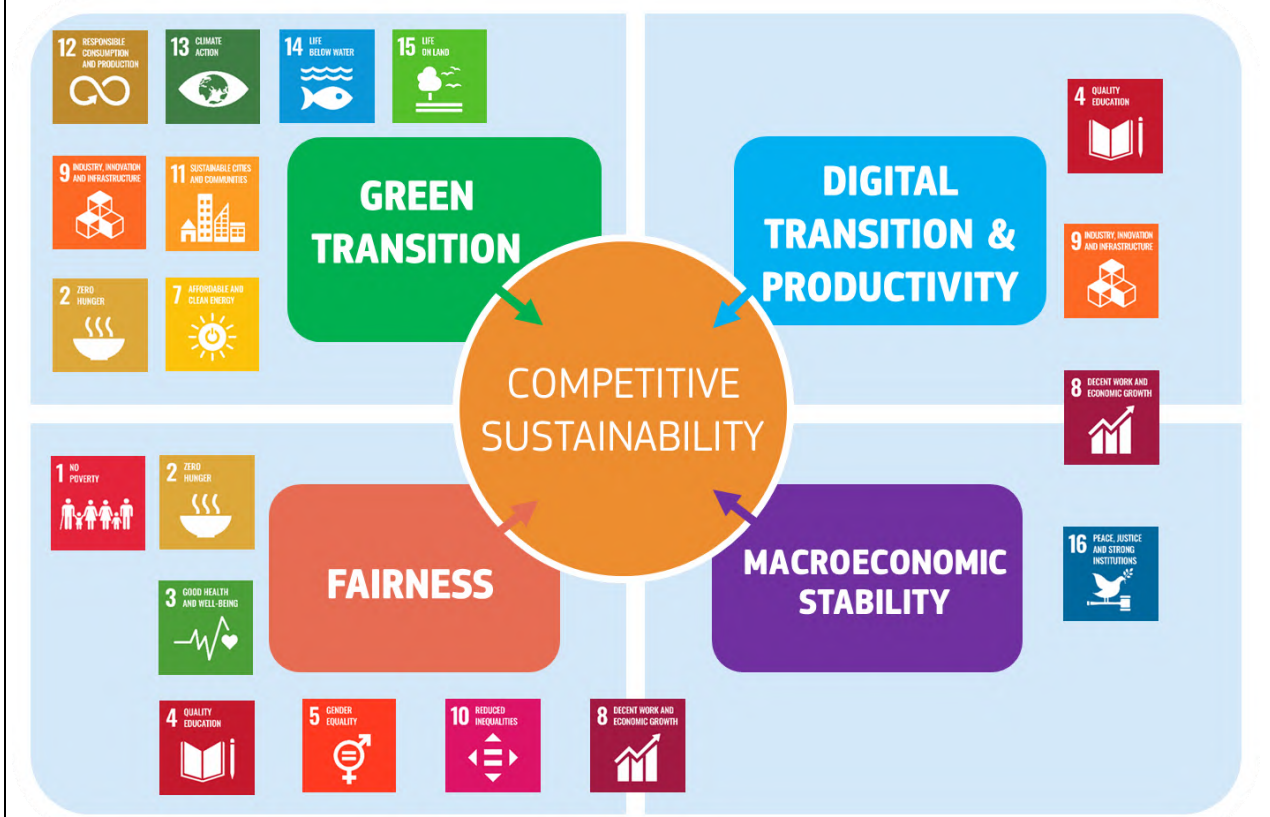 12 RESPONSIBLE
CONSUMPTION
AND PRODUCTION
13 CLIMATE
ACTION
14 LIFE
BELOW WATER
15 LIFE
ON LAND
9 INDUSTRY, INNOVATION
AND INFRASTRUCTURE
11 SUSTAINABLE CITIES
AND COMMUNITIES
2 ZERO
HUNGER
7 AFFORDABLE AND
CLEAN ENERGY
GREEN
TRANSITION
DIGITAL
TRANSITION &
PRODUCTIVITY
4 QUALITY
EDUCATION
9 INDUSTRY, INNOVATION
AND INFRASTRUCTURE
8 DECENT WORK AND
ECONOMIC GROWTH
COMPETITIVE
SUSTAINABILITY
1 NO
POVERTY
2 ZERO
HUNGER
3 GOOD HEALTH
AND WELL-BEING
FAIRNESS
4 QUALITY
EDUCATION
5 GENDER
EQUALITY
10 REDUCED
INEQUALITIES
8 DECENT WORK AND
ECONOMIC GROWTH
MACROECONOMIC
STABILITY
16 PEACE, JUSTICE
AND STRONG
INSTITUTIONS